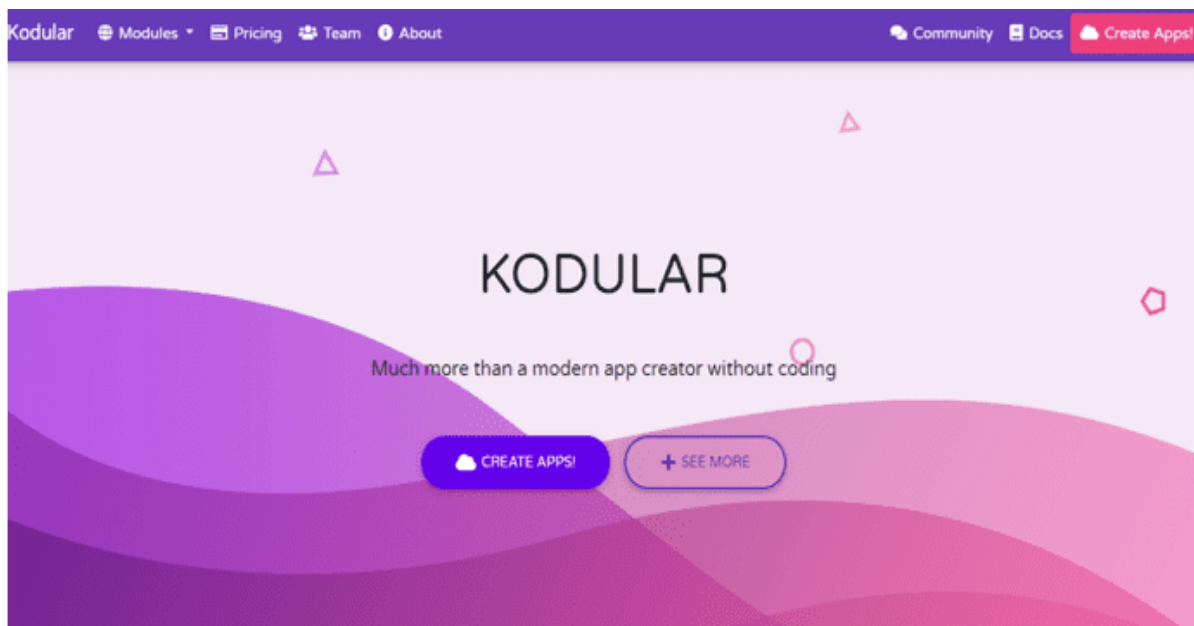 Kodular Modules Pricing Team About Community Docs Create Apps!
KODULAR
Much more than a modern app creator without coding
CREATE APPS! SEE MORE